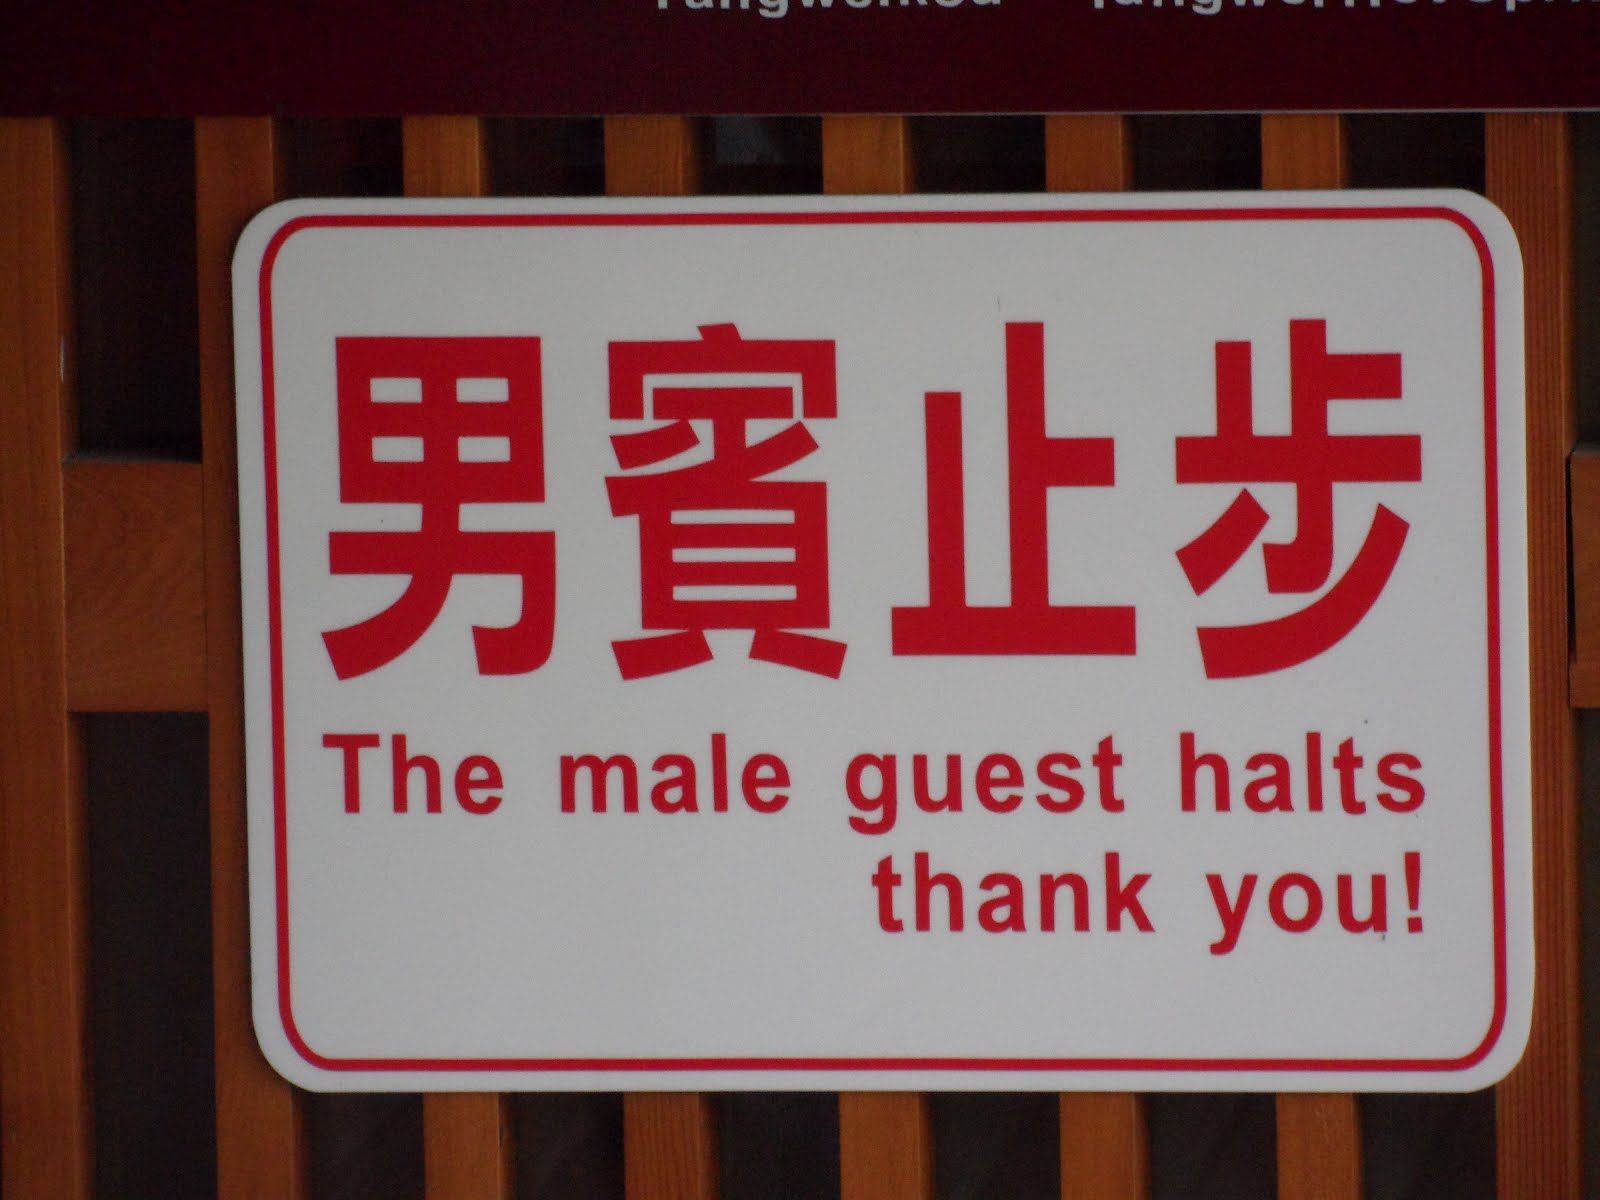 男賓止步
The male guest halts
thank you!